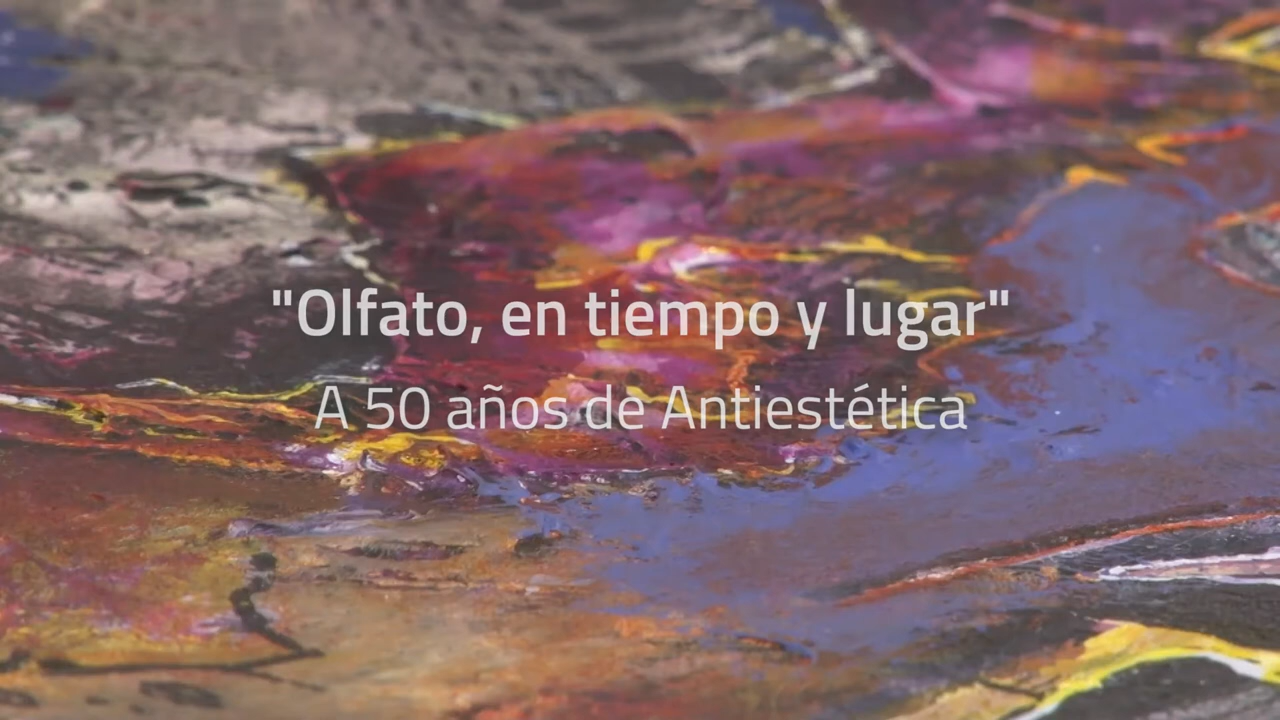 "Olfato, en tiempo y lugar"
A 50 años de Antiestética